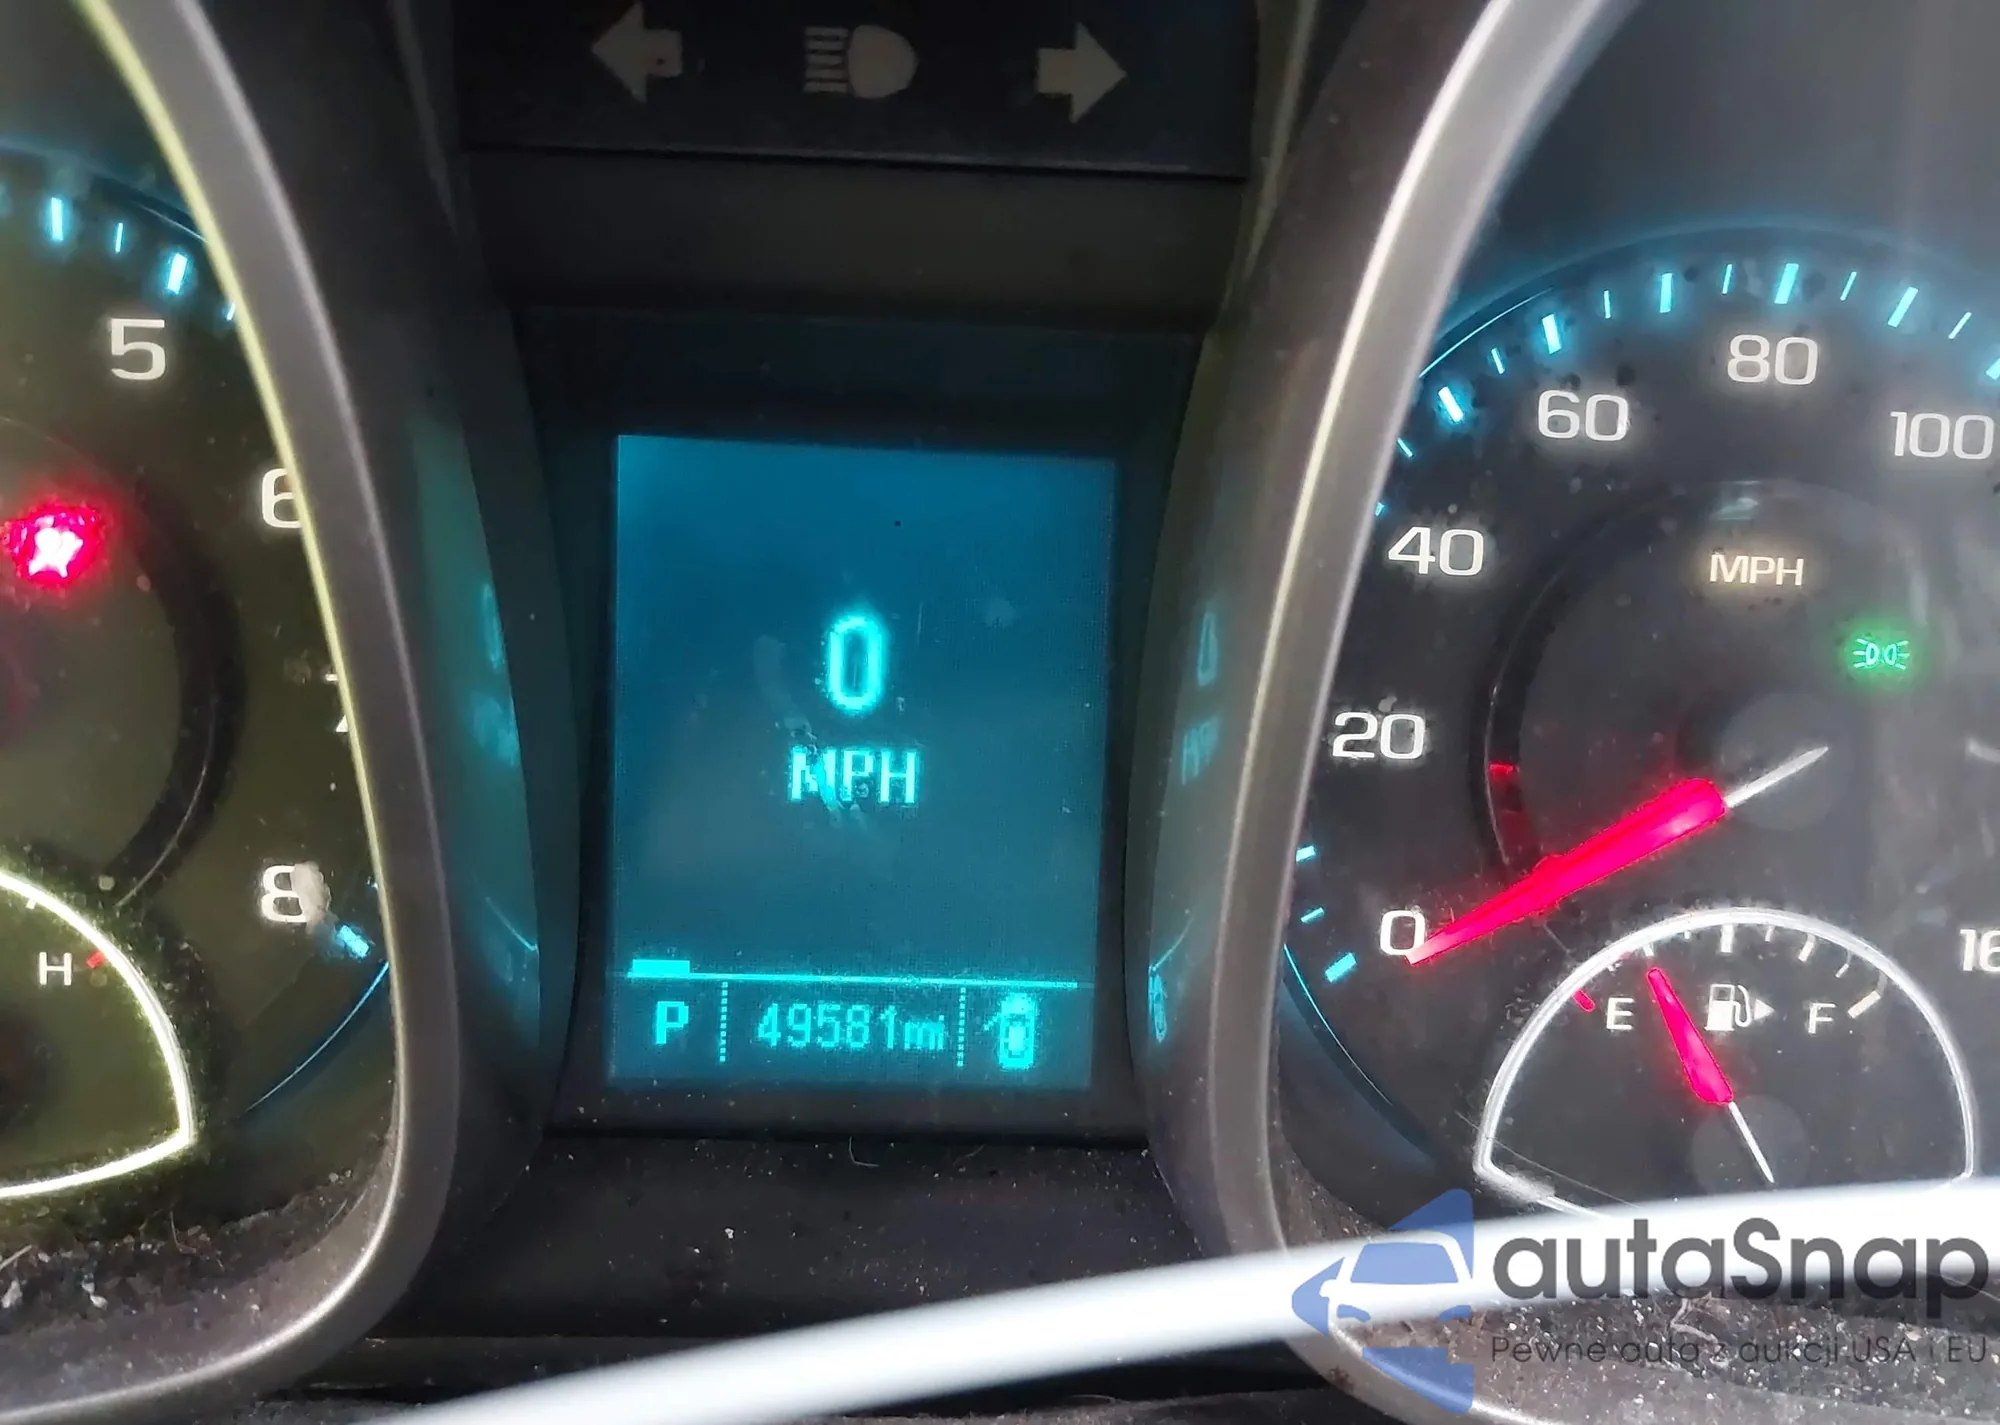 5
6
8
H
0
MPH
P
49581mi
0
20
40
60
80
100
MPH
E
F
autaSnap
Pewne auta z aukcji USA i EU